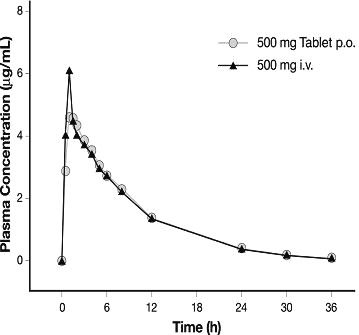 8
6
4
2
0
Plasma Concentration (μg/mL)
500 mg Tablet p.o.
500 mg i.v.
0 6 12 18 24 30 36
Time (h)